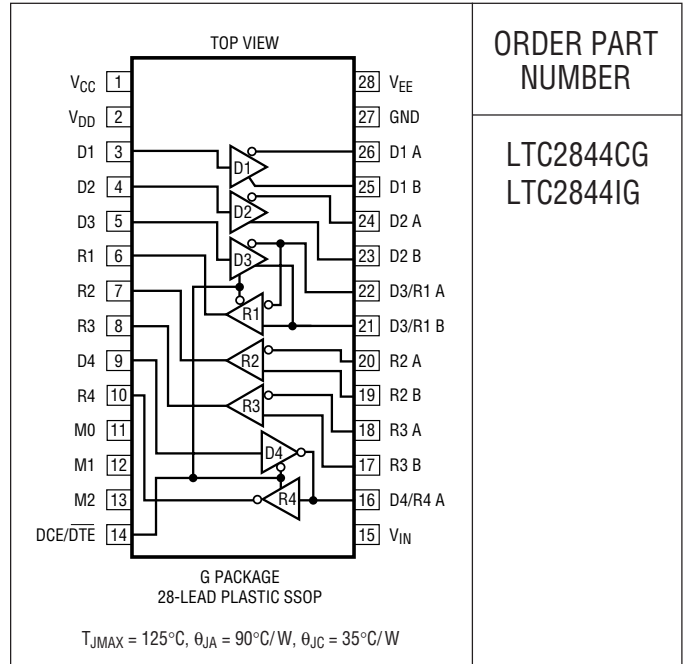 TOP VIEW
V_CC 1
V_DD 2
D1 3
D2 4
D3 5
R1 6
R2 7
R3 8
D4 9
R4 10
M0 11
M1 12
M2 13
DCE/D̅T̅E̅ 14
D1
D2
D3
R1
R2
R3
D4
R4
28 V_EE
27 GND
26 D1 A
25 D1 B
24 D2 A
23 D2 B
22 D3/R1 A
21 D3/R1 B
20 R2 A
19 R2 B
18 R3 A
17 R3 B
16 D4/R4 A
15 V_IN
G PACKAGE
28-LEAD PLASTIC SSOP
T_JMAX = 125°C, θ_JA = 90°C/W, θ_JC = 35°C/W
ORDER PART
NUMBER
LTC2844CG
LTC2844IG